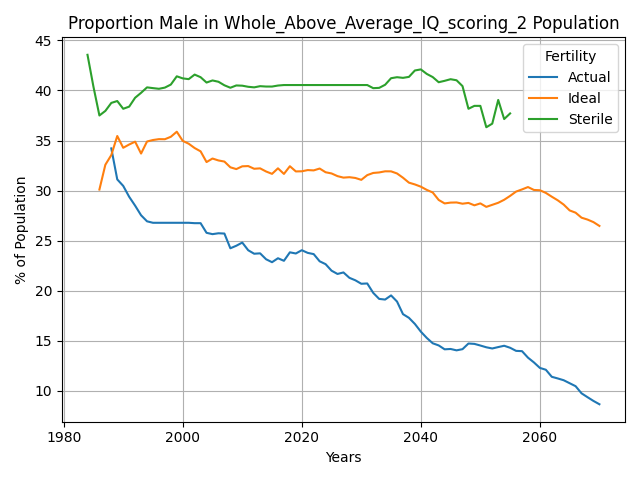 Proportion Male in Whole_Above_Average_IQ_scoring_2 Population
45
40
35
30
25
20
15
10
% of Population
1980
2000
2020
2040
2060
Years
Fertility
Actual
Ideal
Sterile